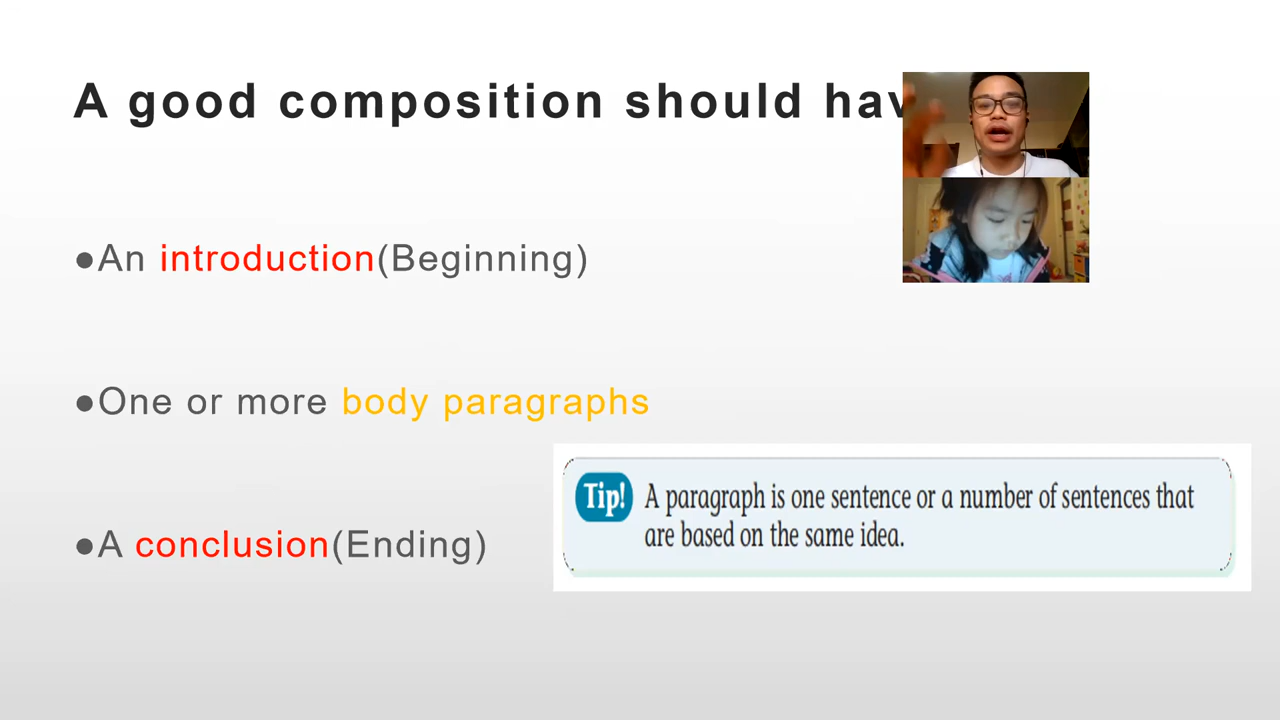 A good composition should hav
●An introduction(Beginning)
●One or more body paragraphs
●A conclusion(Ending)
Tip! A paragraph is one sentence or a number of sentences that
are based on the same idea.